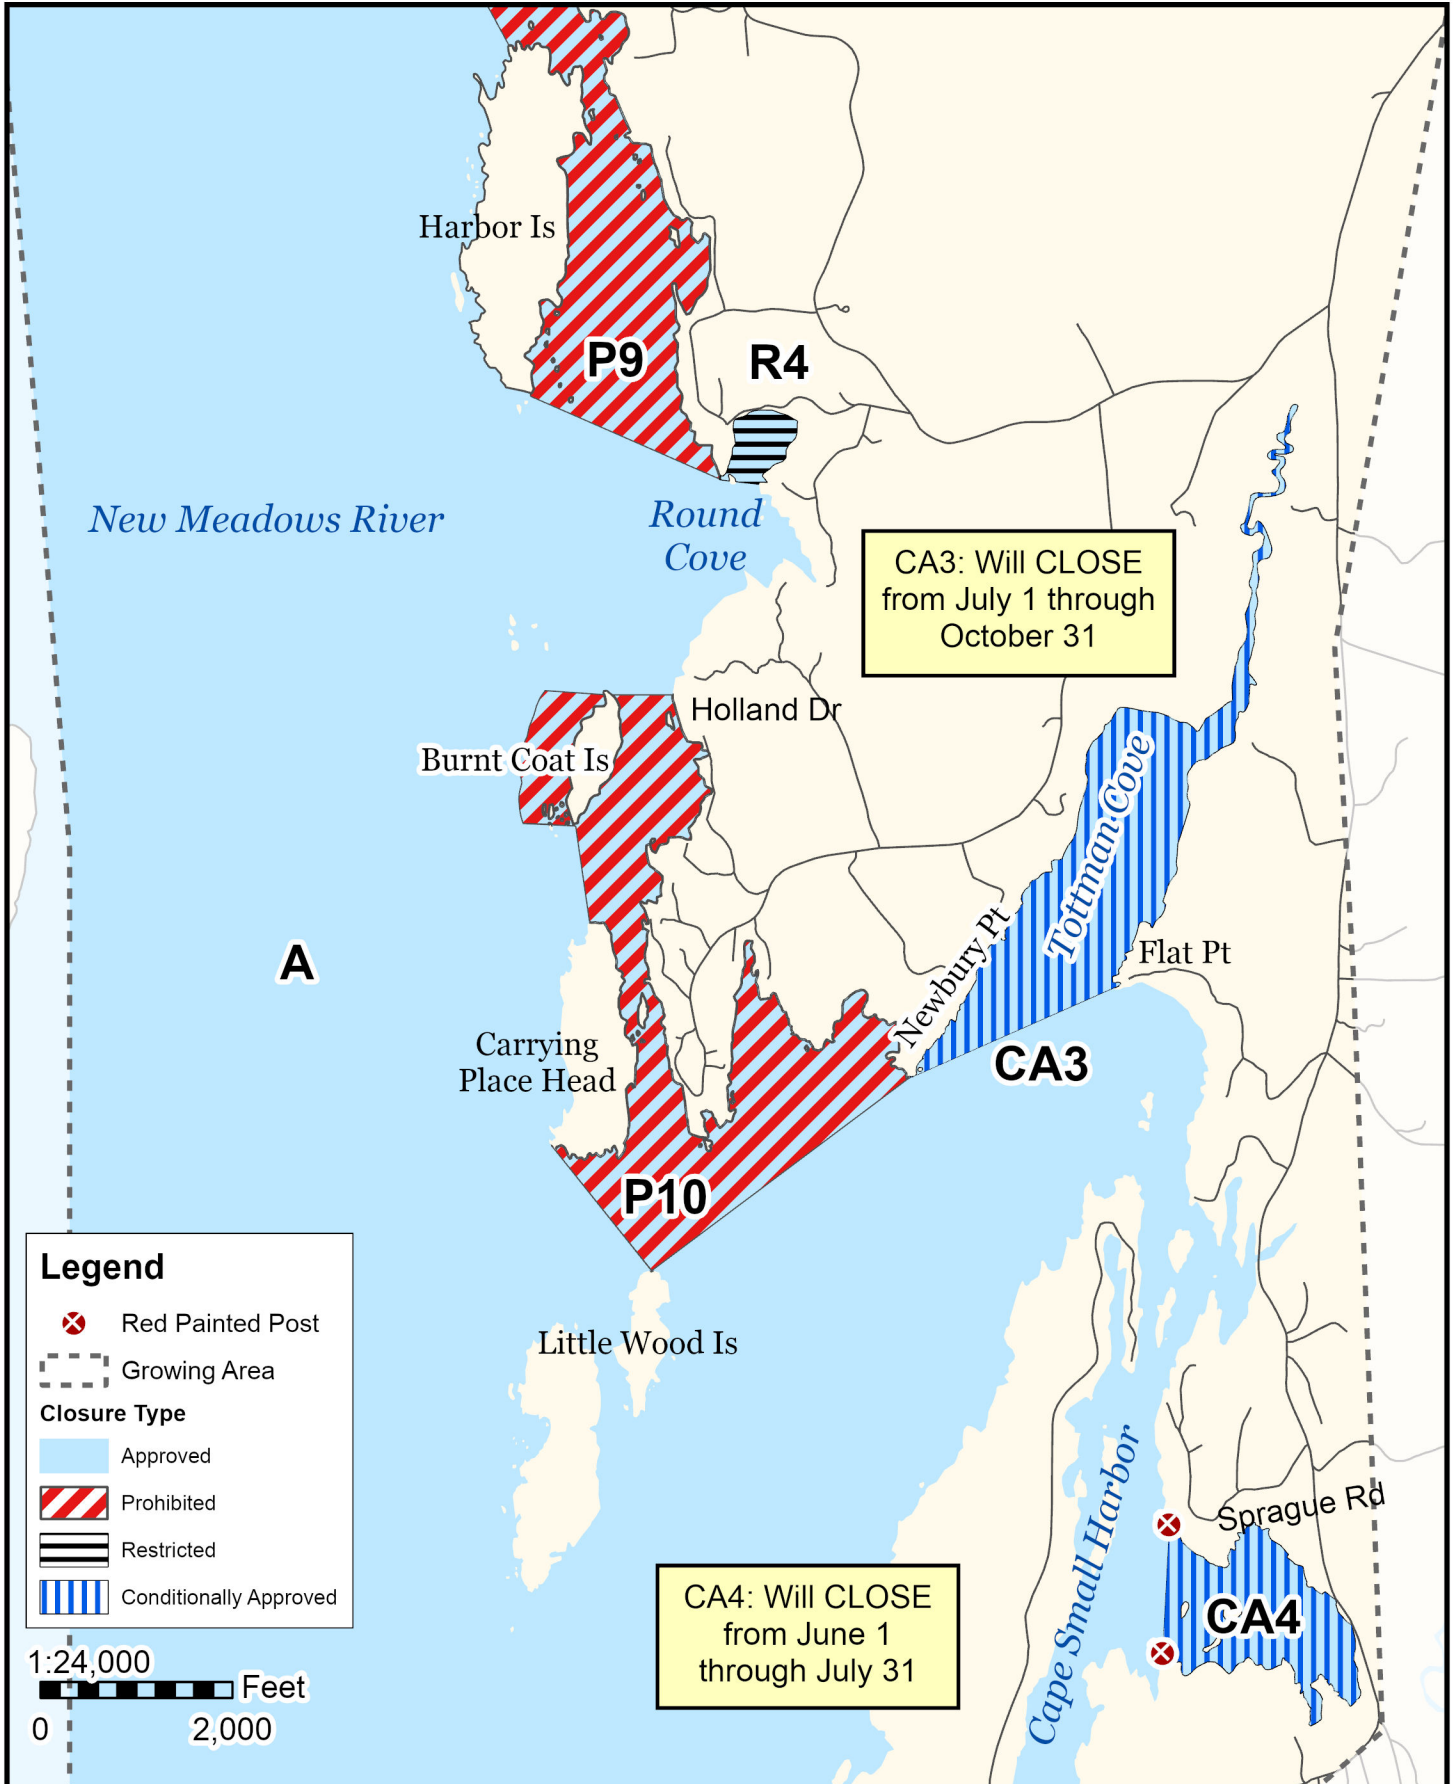 Harbor Is
P9
R4
New Meadows River
Round
Cove
CA3: Will CLOSE
from July 1 through
October 31
Holland Dr
Burnt Coat Is
Tottman Cove
Newbury Pt
Flat Pt
A
Carrying
Place Head
CA3
P10
Little Wood Is
Legend
Red Painted Post
Growing Area
Closure Type
Approved
Prohibited
Restricted
Conditionally Approved
1:24,000
Feet
0 2,000
Cape Small Harbor
Sprague Rd
CA4
CA4: Will CLOSE
from June 1
through July 31